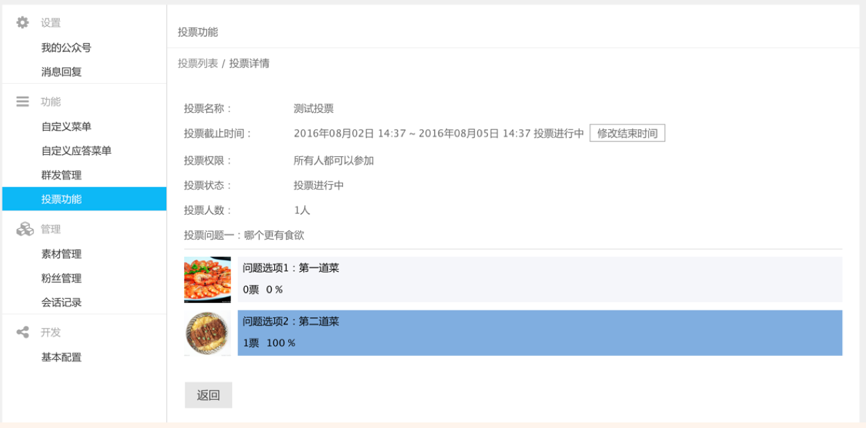 设置
我的公众号
消息回复
功能
自定义菜单
自定义应答菜单
群发管理
投票功能
管理
素材管理
粉丝管理
会话记录
开发
基本配置
投票功能
投票列表 / 投票详情
投票名称： 测试投票
投票截止时间： 2016年08月02日 14:37 ~ 2016年08月05日 14:37 投票进行中 修改结束时间
投票权限： 所有人都可以参加
投票状态： 投票进行中
投票人数： 1人
投票问题一：哪个更有食欲
问题选项1：第一道菜
0票 0 %
问题选项2：第二道菜
1票 100 %
返回